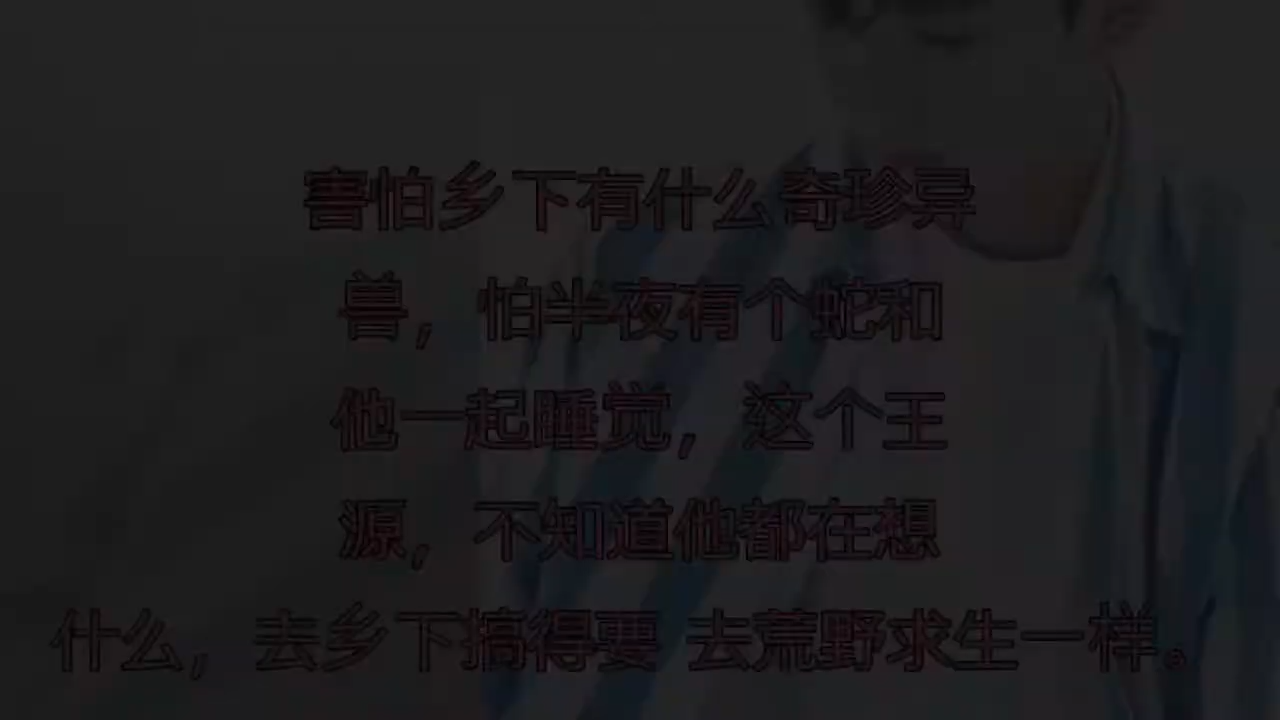 害怕乡下有什么奇珍异
兽，怕半夜有个蛇和
他一起睡觉，这个王
源，不知道他都在想
什么，去乡下搞得要 去荒野求生一样。